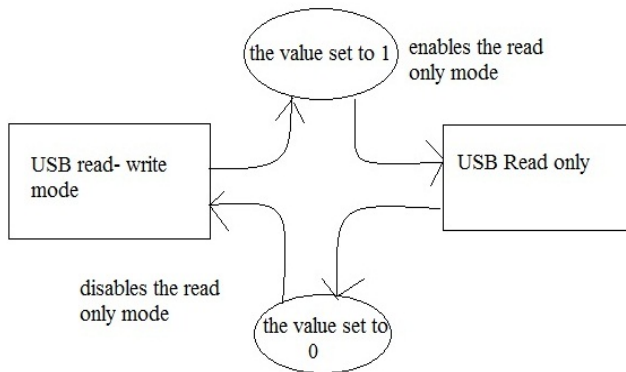 the value set to 1
enables the read
only mode
USB read- write
mode
USB Read only
disables the read
only mode
the value set to
0